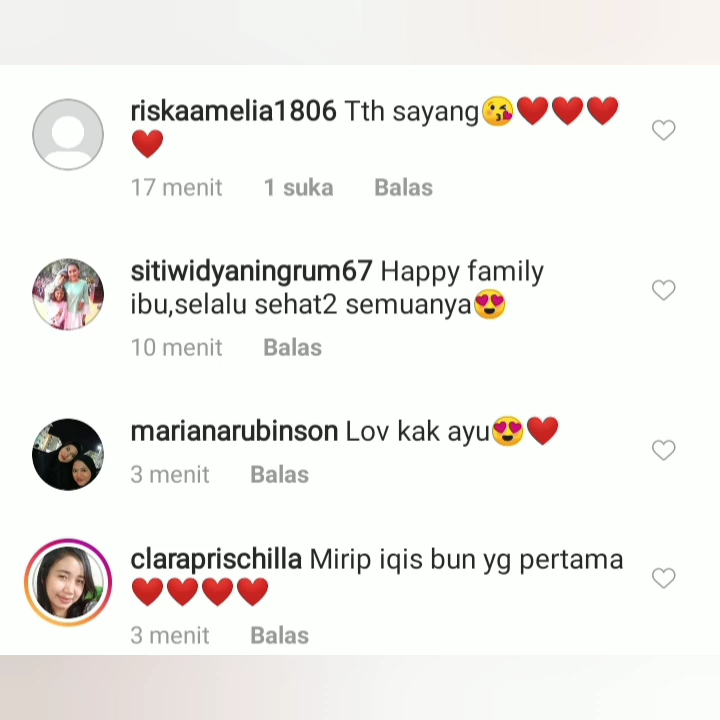 riskaamelia1806 Tth sayang😘❤️❤️❤️
❤️
17 menit 1 suka Balas
sitiwidyaningrum67 Happy family
ibu,selalu sehat2 semuanya😍
10 menit Balas
marianarubinson Lov kak ayu😍❤️
3 menit Balas
claraprischilla Mirip iqis bun yg pertama
❤️❤️❤️❤️
3 menit Balas